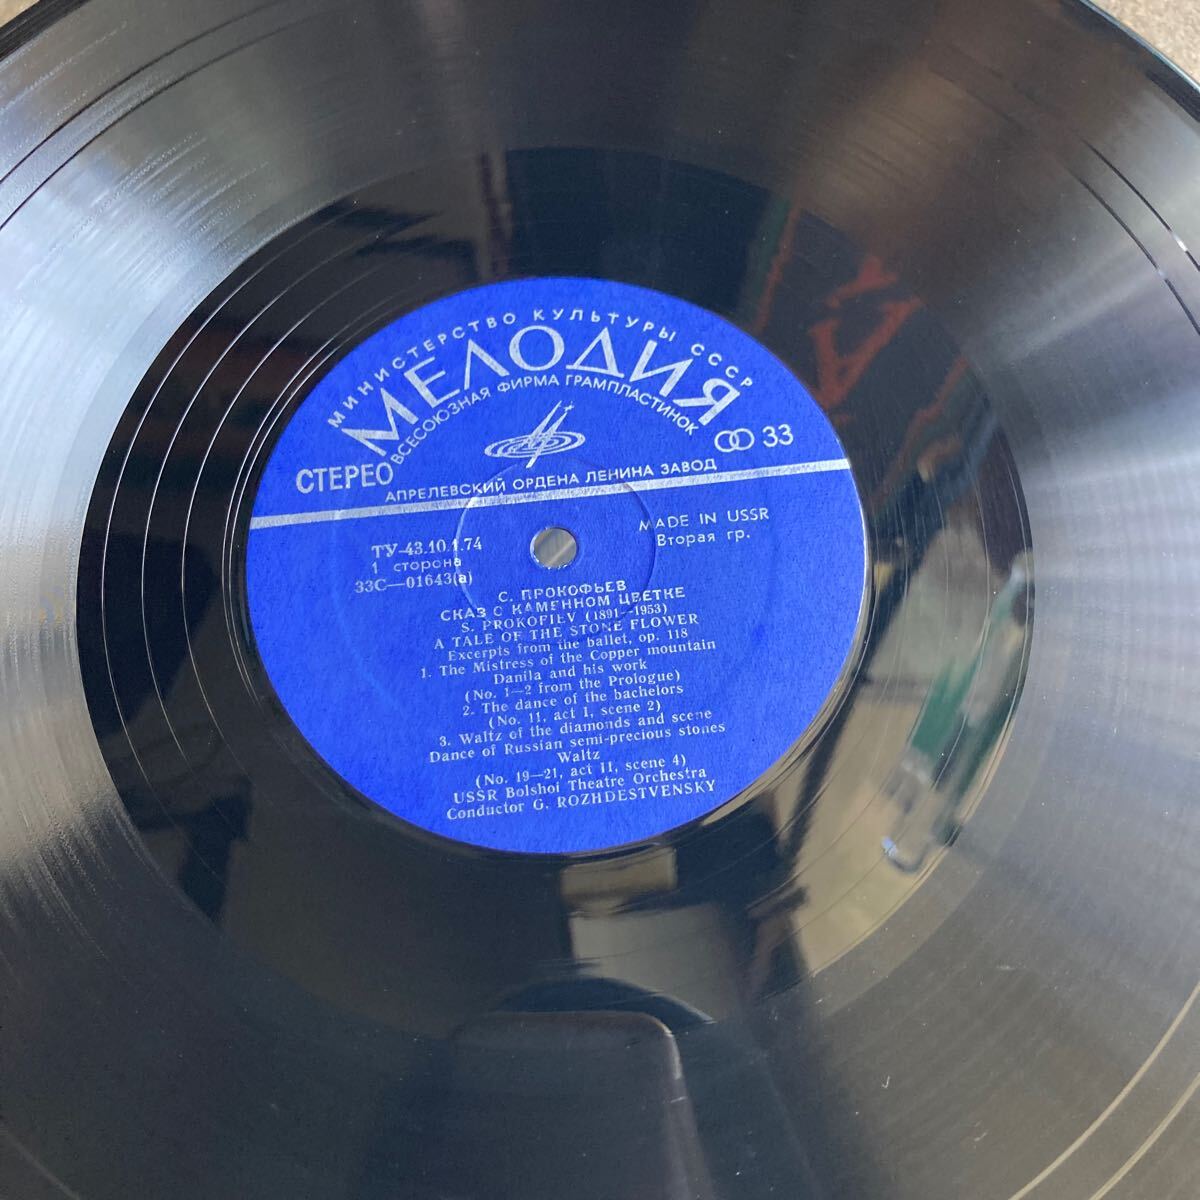 МИНИСТЕРСТВО КУЛЬТУРЫ СССР
МЕЛОДИЯ
ВСЕСОЮЗНАЯ ФИРМА ГРАМПЛАСТИНОК
СТЕРЕО
33
АПРЕЛЕВСКИЙ ОРДЕНА ЛЕНИНА ЗАВОД
ТУ-43.10.1.74
1 сторона
33С—01643(а)
MADE IN USSR
Вторая гр.
С. ПРОКОФЬЕВ
СКАЗ О КАМЕННОМ ЦВЕТКЕ
S. PROKOFIEV (1891—1953)
A TALE OF THE STONE FLOWER
Excerpts from the ballet, op. 118
1. The Mistress of the Copper mountain
Danila and his work
(No. 1—2 from the Prologue)
2. The dance of the bachelors
(No. 11, act I, scene 2)
3. Waltz of the diamonds and scene
Dance of Russian semi-precious stones
Waltz
(No. 19—21, act II, scene 4)
USSR Bolshoi Theatre Orchestra
Conductor G. ROZHDESTVENSKY